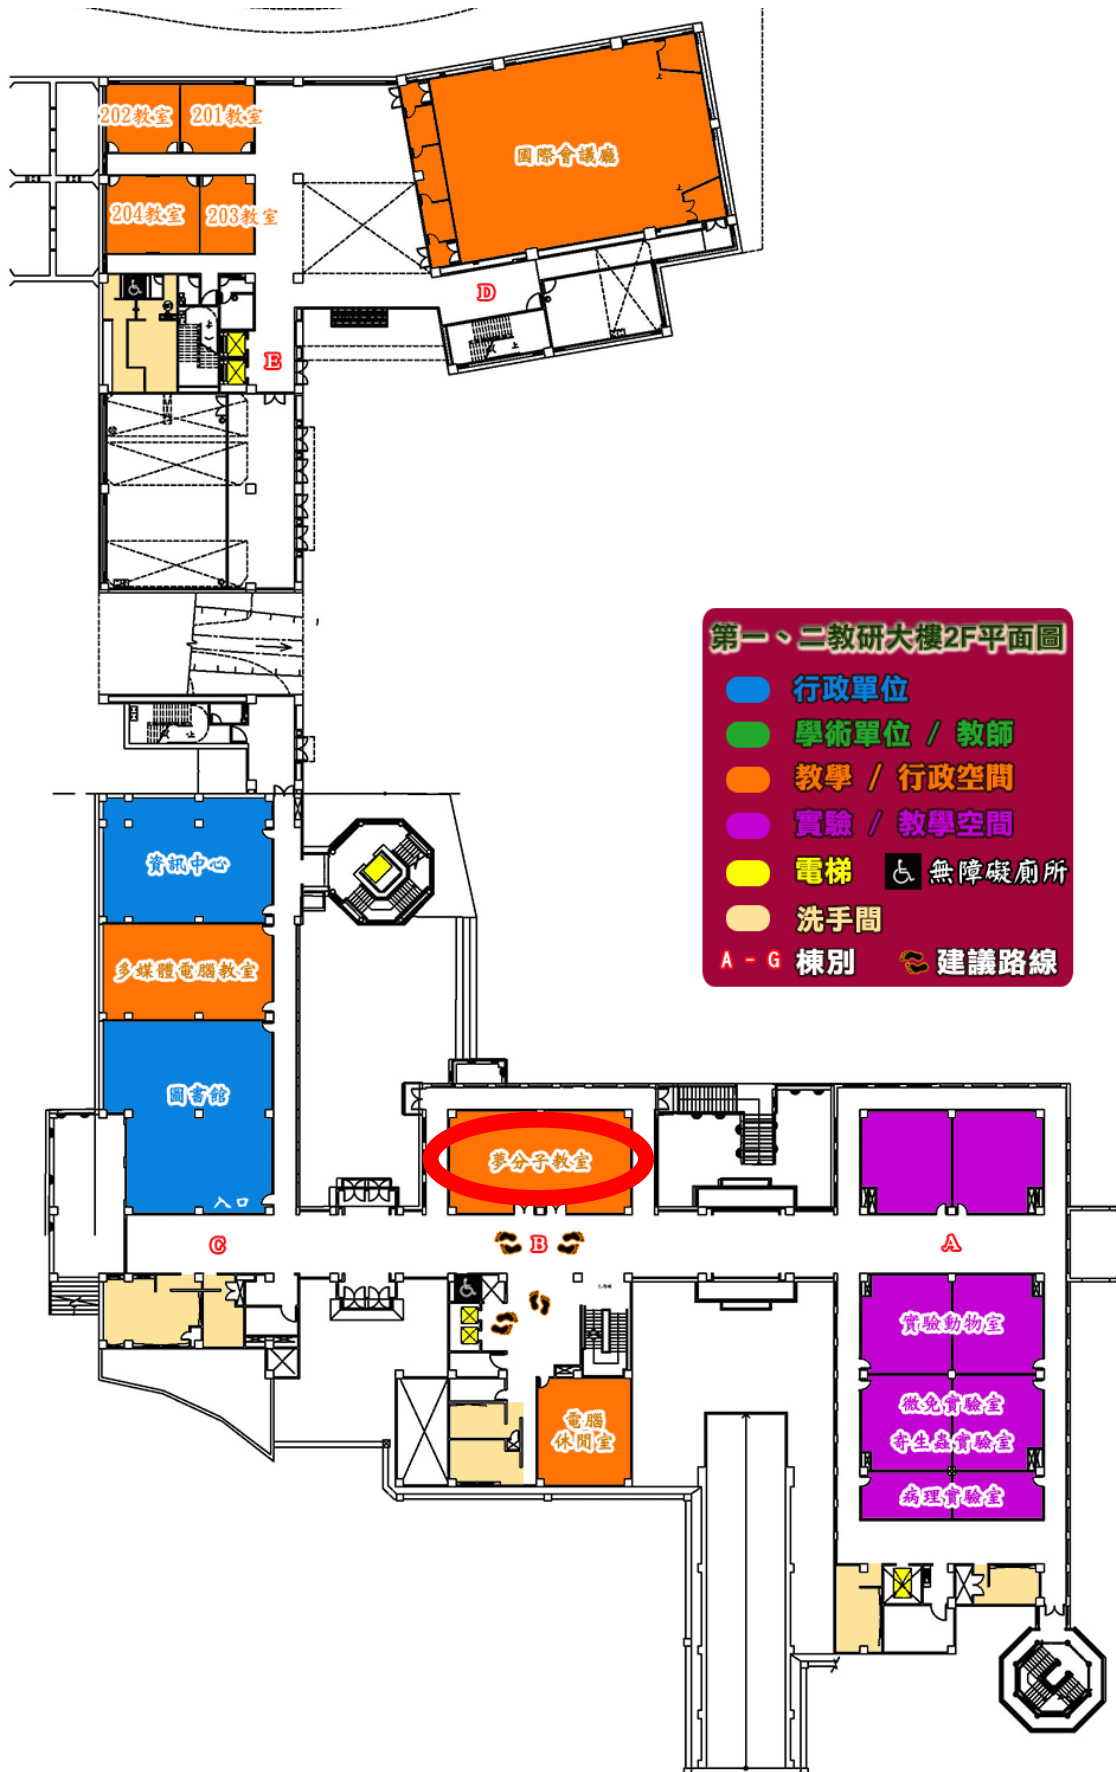 202教室
201教室
國際會議廳
上
204教室
203教室
上
D
上
上
E
第一、二教研大樓2F平面圖
行政單位
學術單位 / 教師
教學 / 行政空間
實驗 / 教學空間
電梯
無障礙廁所
洗手間
A - G 棟別
建議路線
上
資訊中心
多媒體電腦教室
圖書館
入口
夢分子教室
C
B
A
實驗動物室
電腦
休閒室
微免實驗室
寄生蟲實驗室
病理實驗室